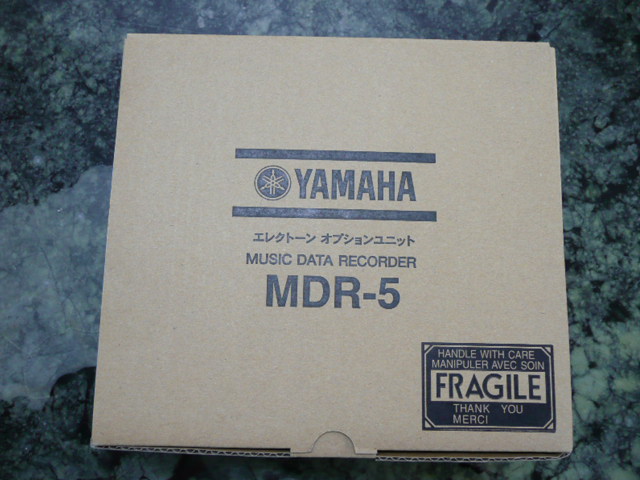 YAMAHA
エレクトーン オプションユニット
MUSIC DATA RECORDER
MDR-5
HANDLE WITH CARE
MANIPULER AVEC SOIN
FRAGILE
THANK YOU
MERCI